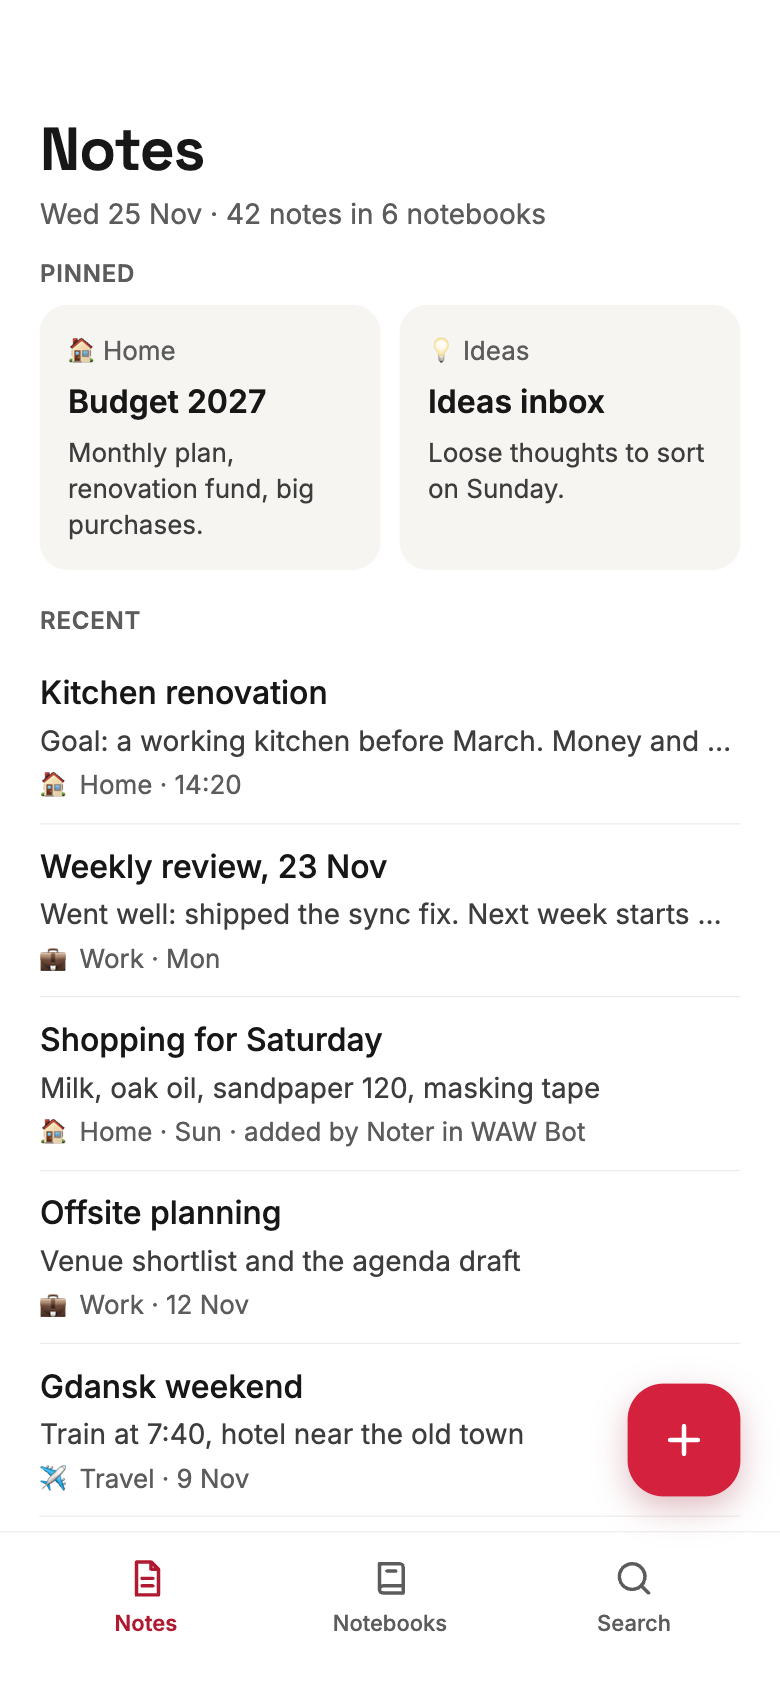 Notes
Wed 25 Nov · 42 notes in 6 notebooks
PINNED
Home
Budget 2027
Monthly plan,
renovation fund, big
purchases.
Ideas
Ideas inbox
Loose thoughts to sort
on Sunday.
RECENT
Kitchen renovation
Goal: a working kitchen before March. Money and ...
Home · 14:20
Weekly review, 23 Nov
Went well: shipped the sync fix. Next week starts ...
Work · Mon
Shopping for Saturday
Milk, oak oil, sandpaper 120, masking tape
Home · Sun · added by Noter in WAW Bot
Offsite planning
Venue shortlist and the agenda draft
Work · 12 Nov
Gdansk weekend
Train at 7:40, hotel near the old town
Travel · 9 Nov
Notes
Notebooks
Search